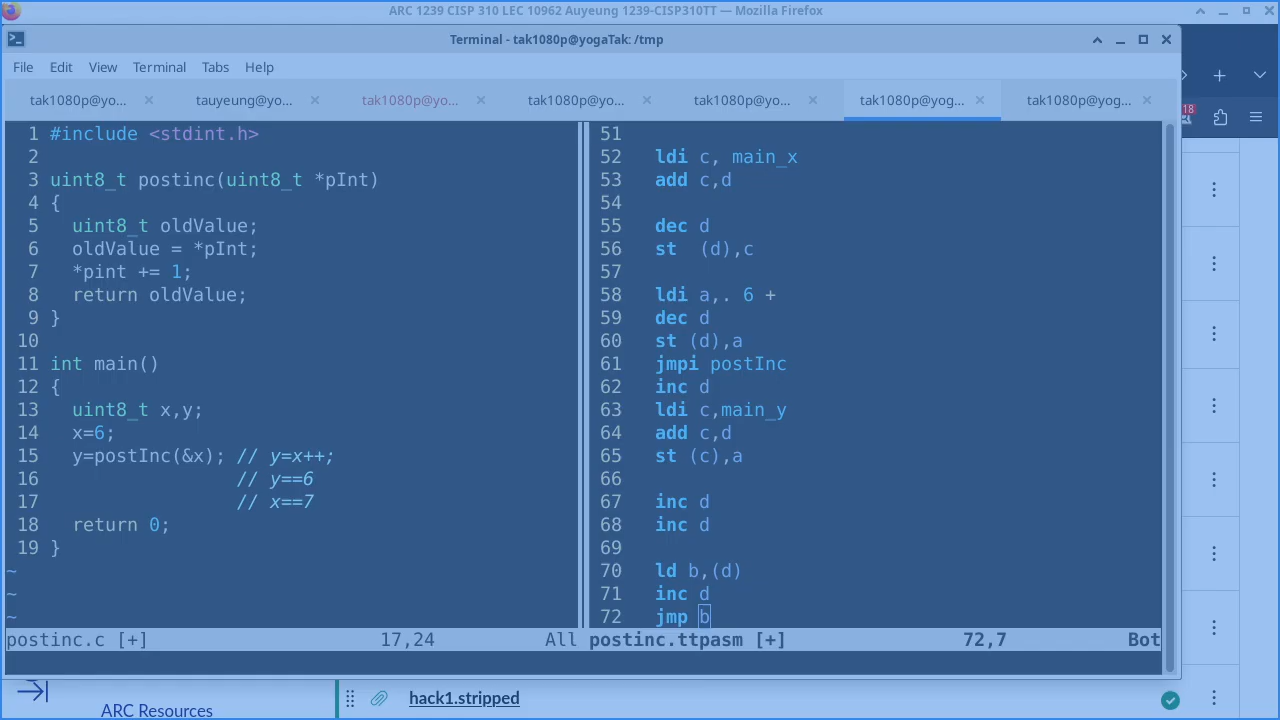 ARC 1239 CISP 310 LEC 10962 Auyeung 1239-CISP310TT — Mozilla Firefox
Terminal - tak1080p@yogaTak: /tmp
File Edit View Terminal Tabs Help
tak1080p@yo... tauyeung@yo... tak1080p@yo... tak1080p@yo... tak1080p@yo... tak1080p@yog... tak1080p@yog...
18
1 #include <stdint.h>
2
3 uint8_t postinc(uint8_t *pInt)
4 {
5 uint8_t oldValue;
6 oldValue = *pInt;
7 *pint += 1;
8 return oldValue;
9 }
10
11 int main()
12 {
13 uint8_t x,y;
14 x=6;
15 y=postInc(&x); // y=x++;
16 // y==6
17 // x==7
18 return 0;
19 }
~
~
~
postinc.c [+] 17,24 All
51
52 ldi c, main_x
53 add c,d
54
55 dec d
56 st (d),c
57
58 ldi a,. 6 +
59 dec d
60 st (d),a
61 jmpi postInc
62 inc d
63 ldi c,main_y
64 add c,d
65 st (c),a
66
67 inc d
68 inc d
69
70 ld b,(d)
71 inc d
72 jmp b
postinc.ttpasm [+] 72,7 Bot
ARC Resources
hack1.stripped